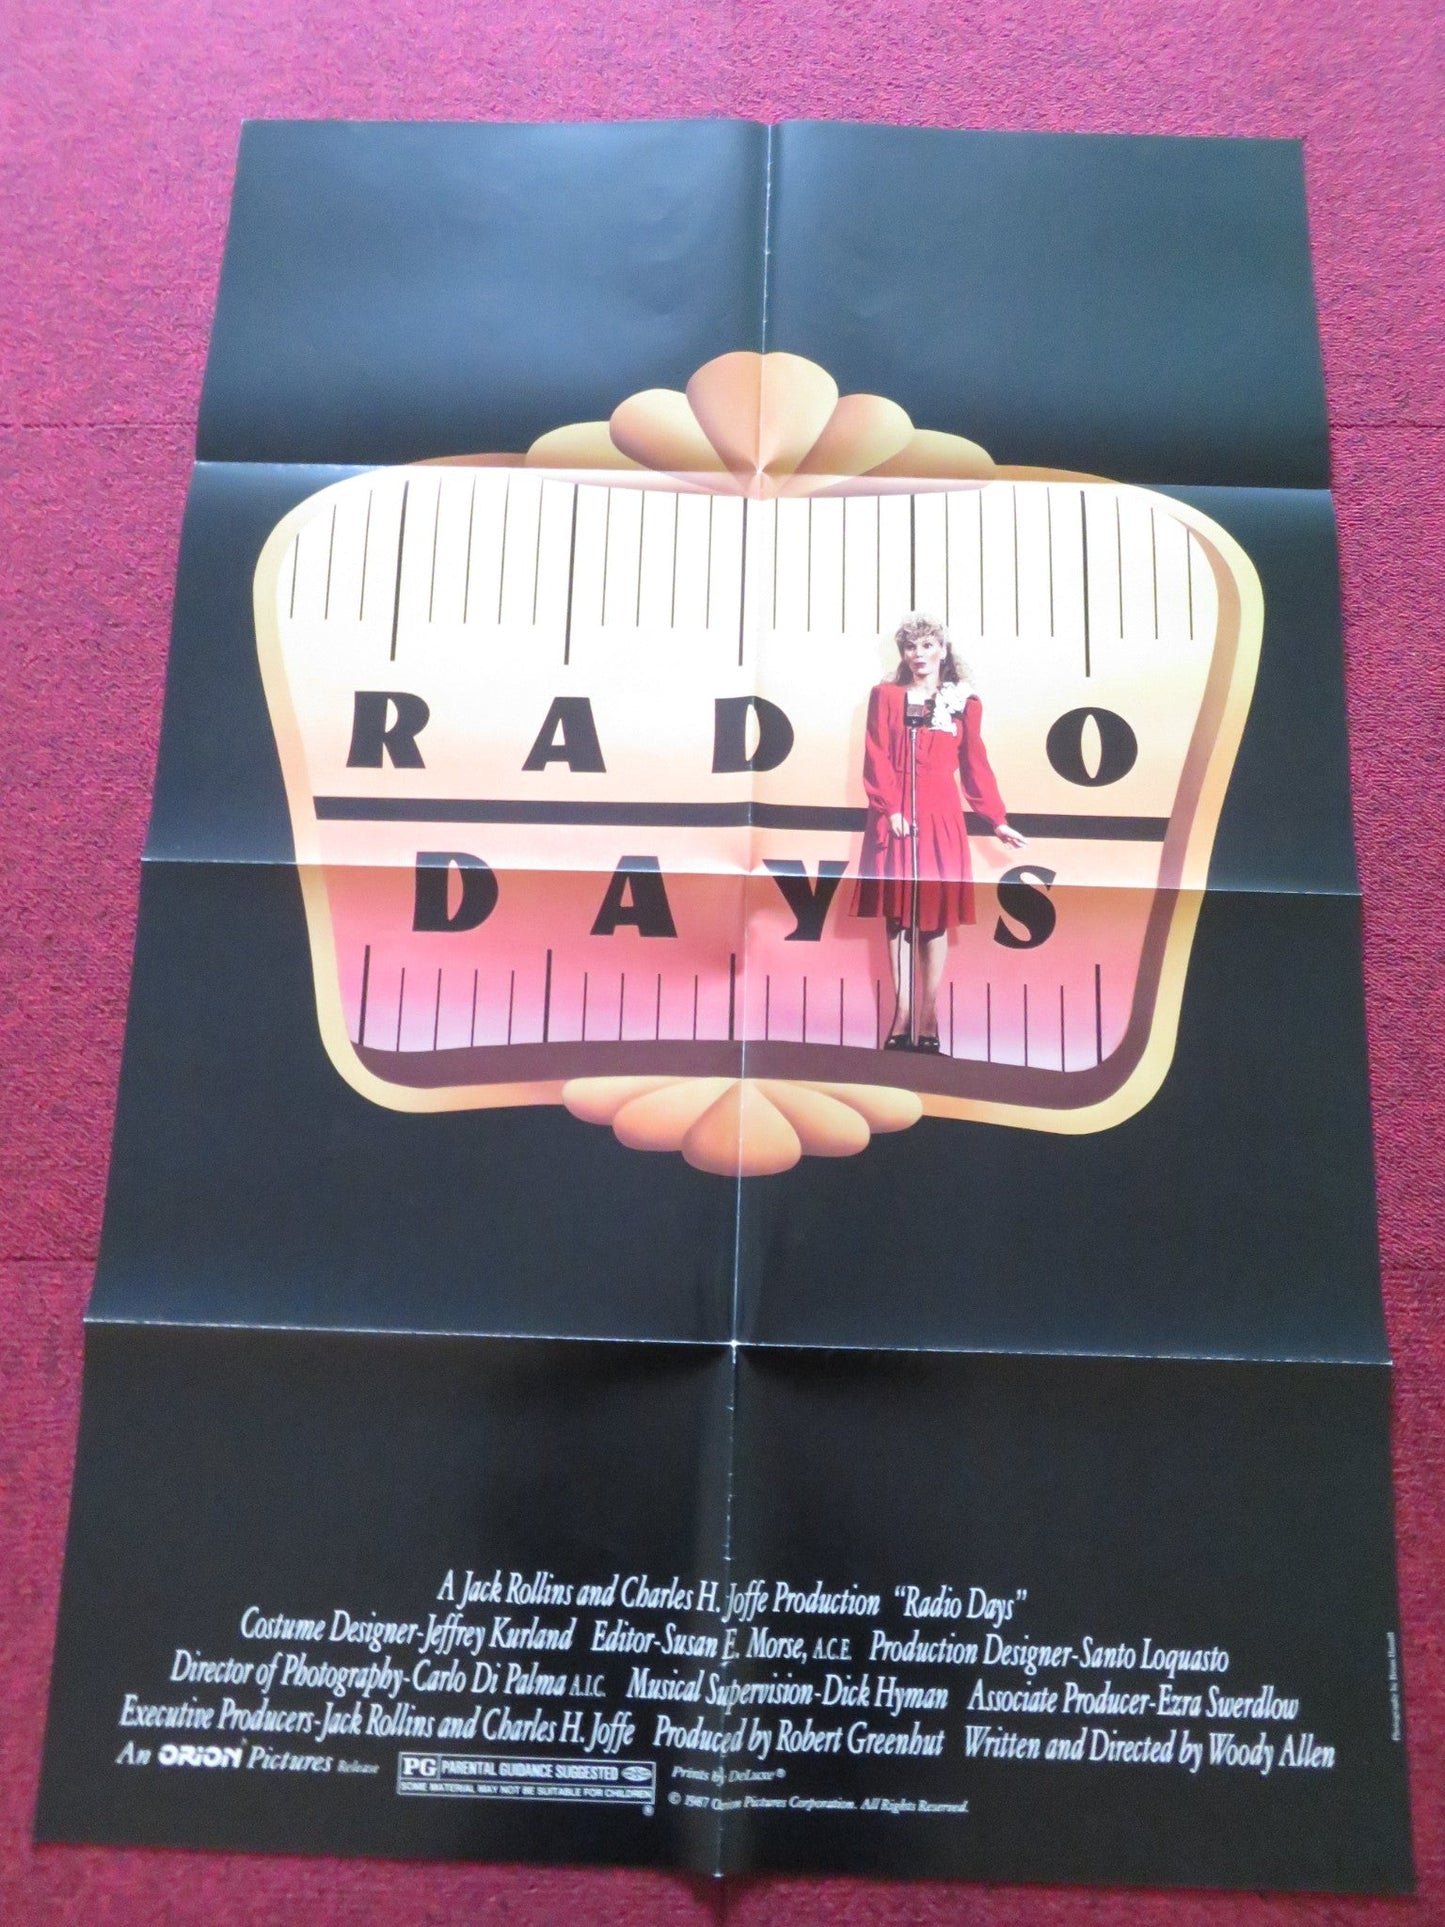 RADIO
DAYS
A Jack Rollins and Charles H. Joffe Production "Radio Days"
Costume Designer-Jeffrey Kurland Editor-Susan E. Morse, A.C.E. Production Designer-Santo Loquasto
Director of Photography-Carlo Di Palma A.I.C. Musical Supervision-Dick Hyman Associate Producer-Ezra Swerdlow
Executive Producers-Jack Rollins and Charles H. Joffe Produced by Robert Greenhut Written and Directed by Woody Allen
An ORION® Pictures Release PG PARENTAL GUIDANCE SUGGESTED Prints by DeLuxe®
SOME MATERIAL MAY NOT BE SUITABLE FOR CHILDREN ® © 1987 Orion Pictures Corporation. All Rights Reserved.